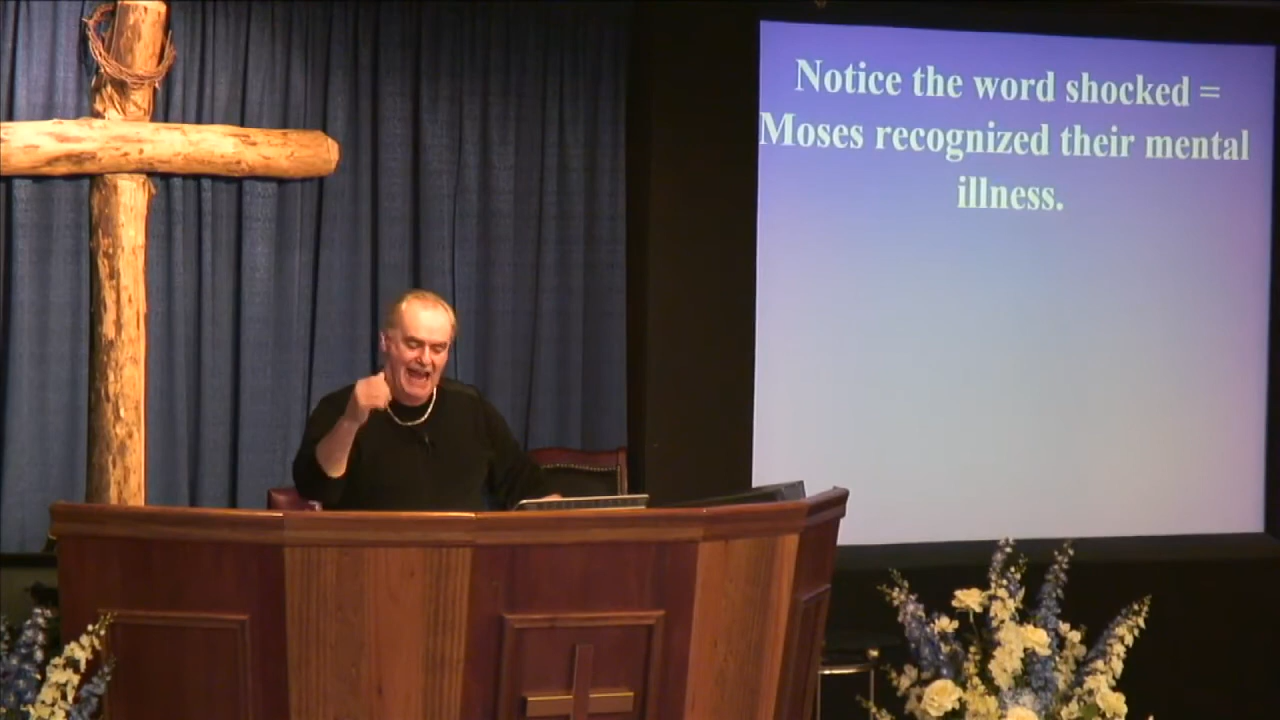 Notice the word shocked =
Moses recognized their mental
illness.